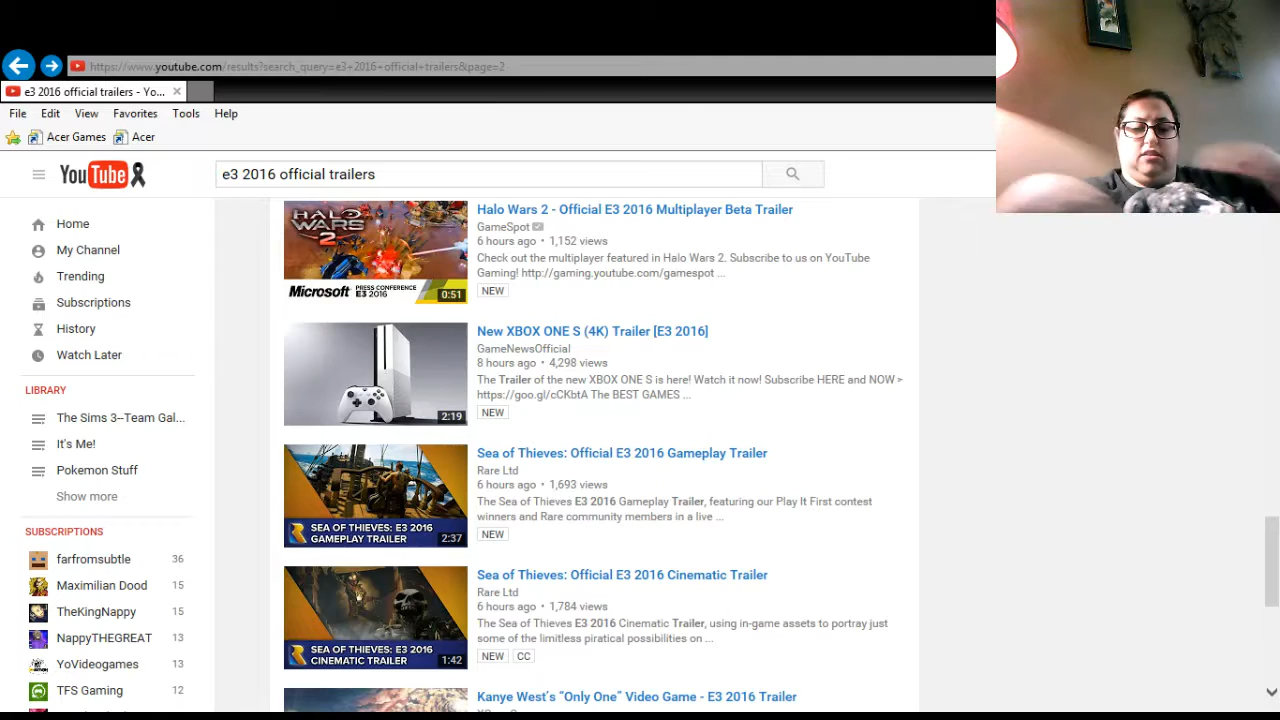 https://www.youtube.com/results?search_query=e3+2016+official+trailers&page=2
e3 2016 official trailers - Yo...
File Edit View Favorites Tools Help
Acer Games Acer
YouTube
e3 2016 official trailers
Home
My Channel
Trending
Subscriptions
History
Watch Later
LIBRARY
The Sims 3--Team Gal...
It's Me!
Pokemon Stuff
Show more
SUBSCRIPTIONS
farfromsubtle 36
Maximilian Dood 15
TheKingNappy 15
NappyTHEGREAT 13
YoVideogames 13
TFS Gaming 12
HALO WARS 2
Microsoft PRESS CONFERENCE E3 2016
0:51
Halo Wars 2 - Official E3 2016 Multiplayer Beta Trailer
GameSpot
6 hours ago • 1,152 views
Check out the multiplayer featured in Halo Wars 2. Subscribe to us on YouTube
Gaming! http://gaming.youtube.com/gamespot ...
NEW
2:19
New XBOX ONE S (4K) Trailer [E3 2016]
GameNewsOfficial
8 hours ago • 4,298 views
The Trailer of the new XBOX ONE S is here! Watch it now! Subscribe HERE and NOW >
https://goo.gl/cCKbtA The BEST GAMES ...
NEW
SEA OF THIEVES: E3 2016
GAMEPLAY TRAILER
2:37
Sea of Thieves: Official E3 2016 Gameplay Trailer
Rare Ltd
6 hours ago • 1,693 views
The Sea of Thieves E3 2016 Gameplay Trailer, featuring our Play It First contest
winners and Rare community members in a live ...
NEW
SEA OF THIEVES: E3 2016
CINEMATIC TRAILER
1:42
Sea of Thieves: Official E3 2016 Cinematic Trailer
Rare Ltd
6 hours ago • 1,784 views
The Sea of Thieves E3 2016 Cinematic Trailer, using in-game assets to portray just
some of the limitless piratical possibilities on ...
NEW CC
Kanye West's “Only One” Video Game - E3 2016 Trailer